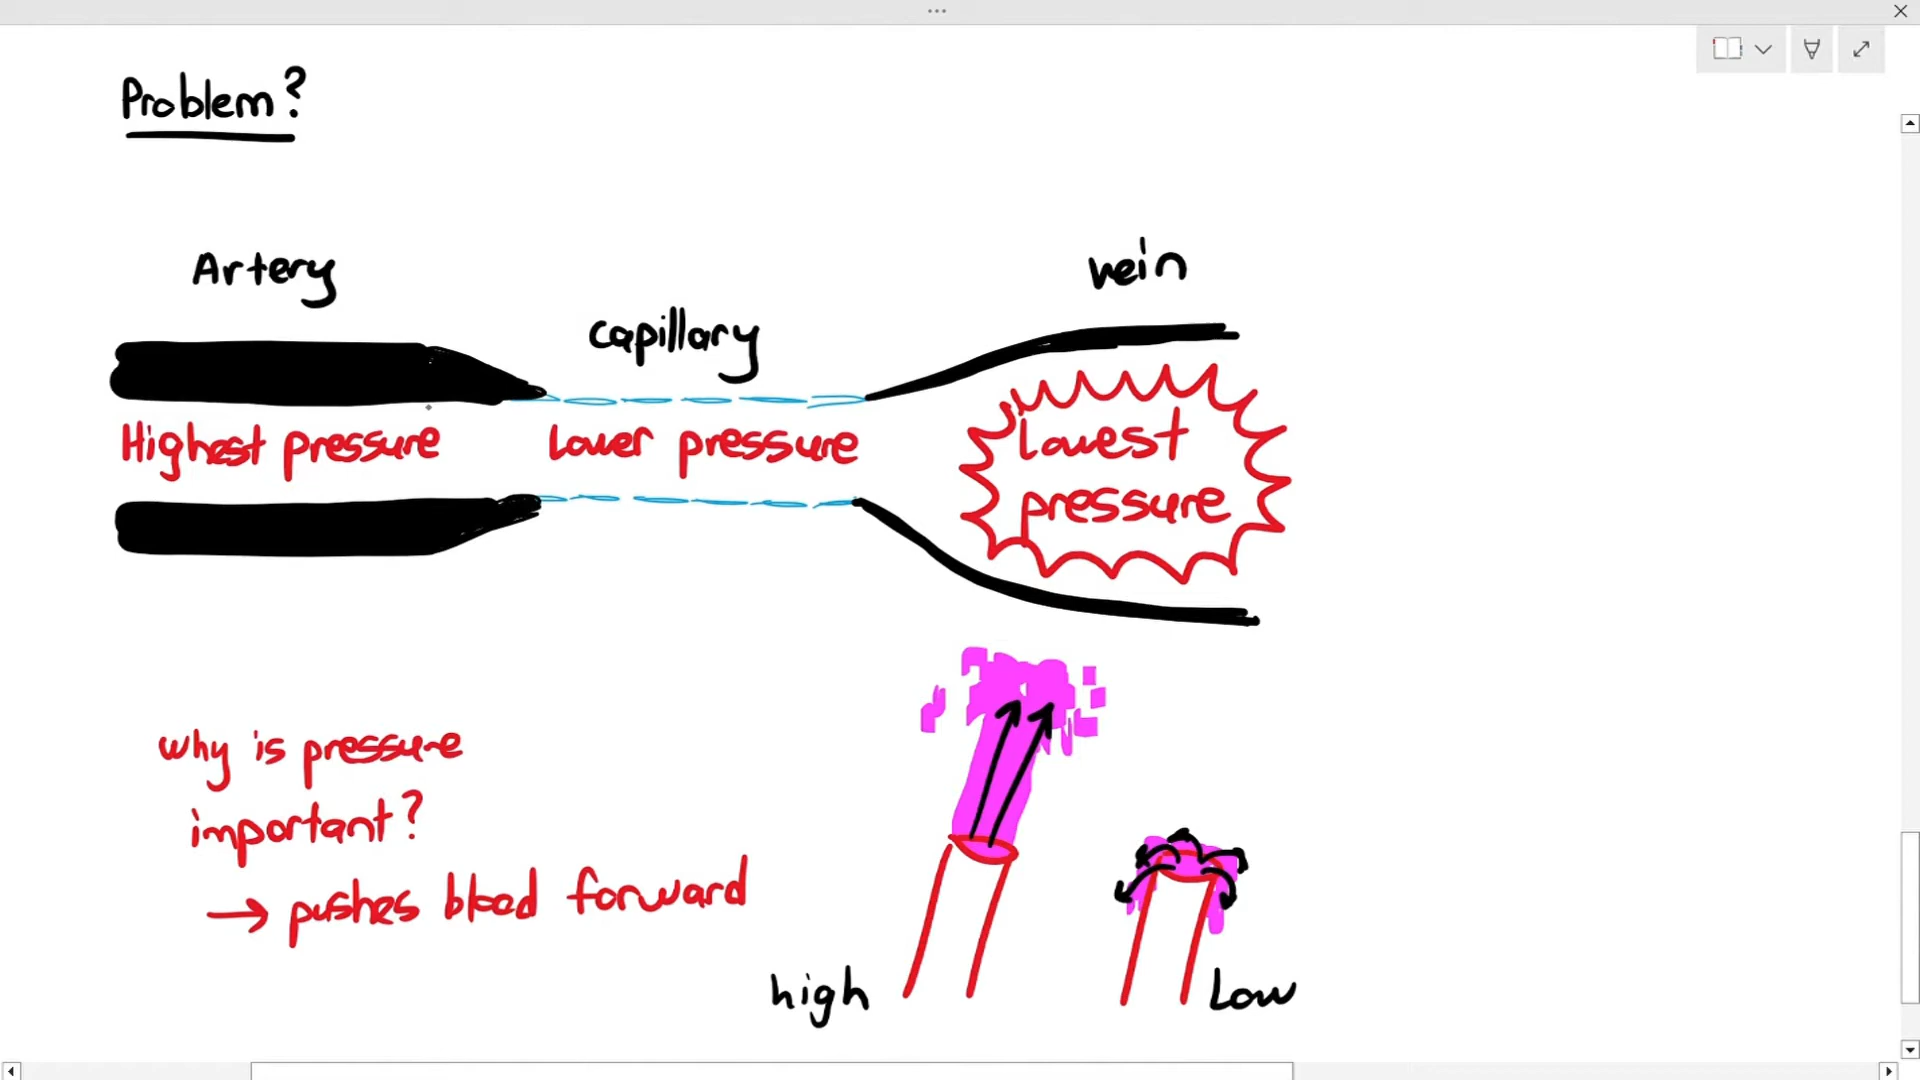 Problem?
Artery
capillary
vein
Highest pressure
Lower pressure
Lowest
pressure
why is pressure
important?
→ pushes blood forward
high
Low